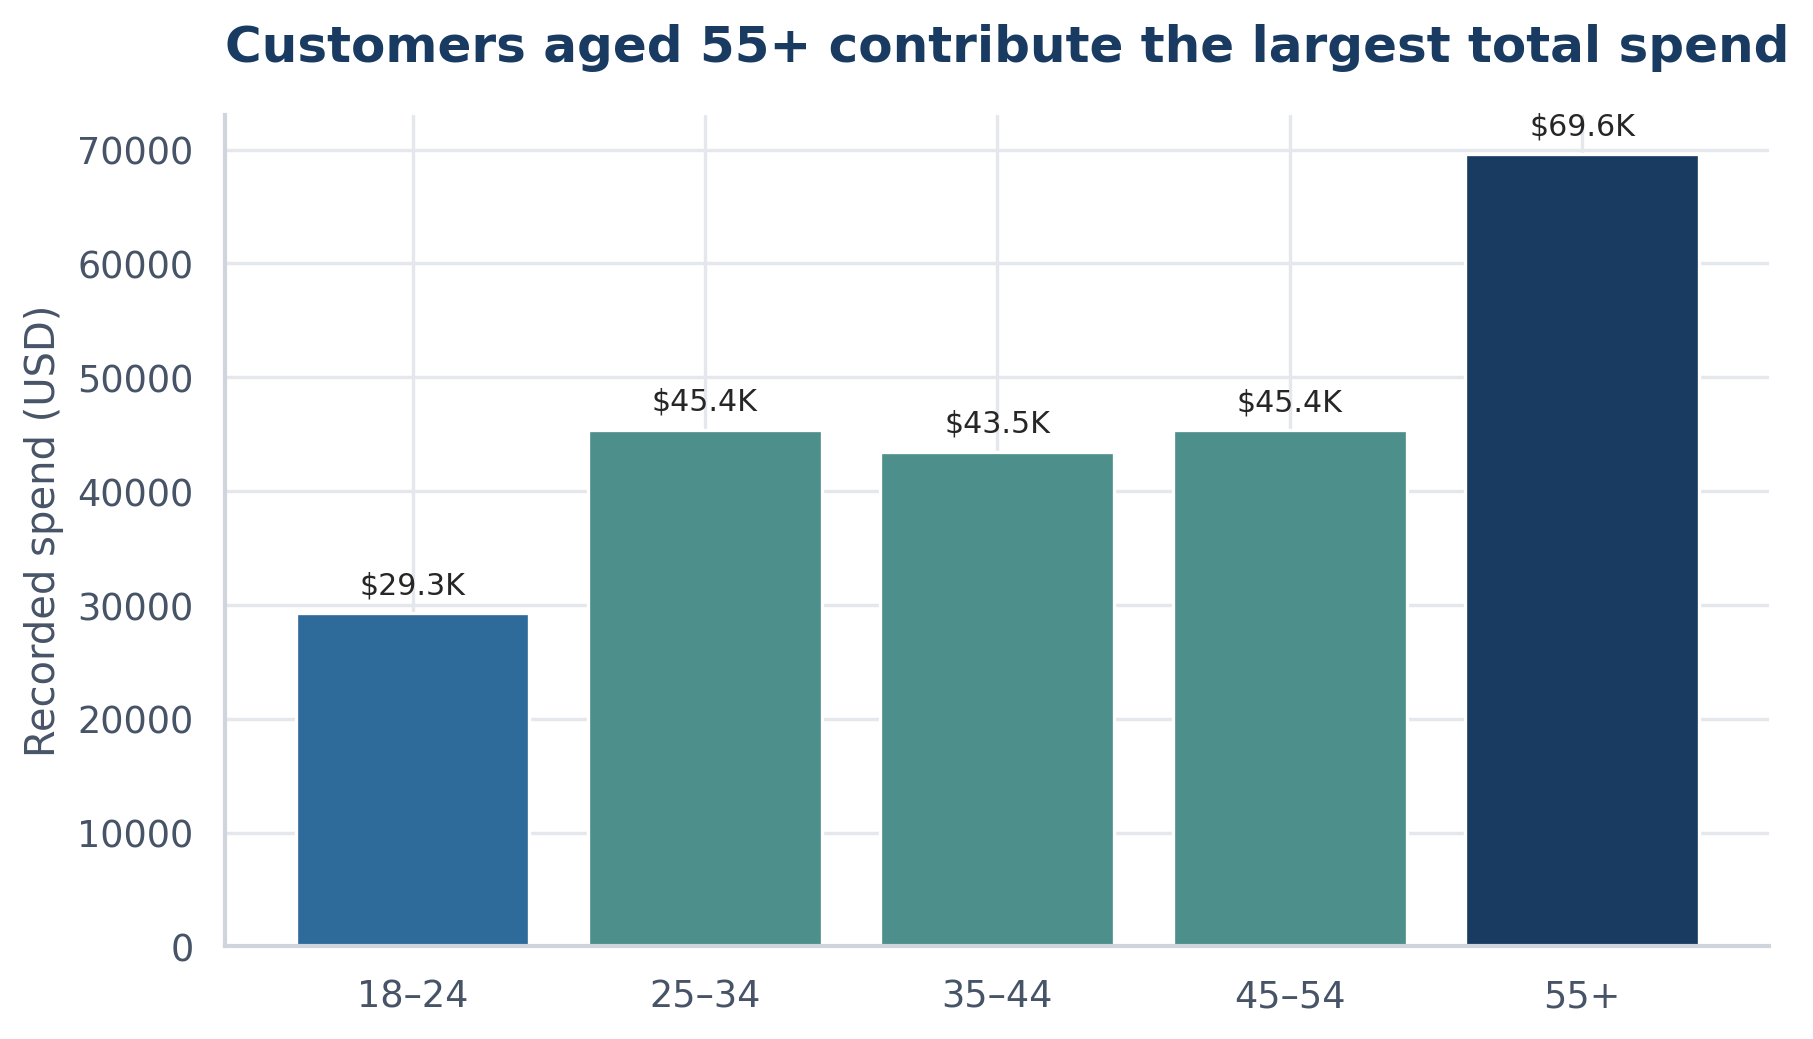 Customers aged 55+ contribute the largest total spend
Recorded spend (USD)
70000
60000
50000
40000
30000
20000
10000
0
$29.3K
$45.4K
$43.5K
$45.4K
$69.6K
18–24
25–34
35–44
45–54
55+